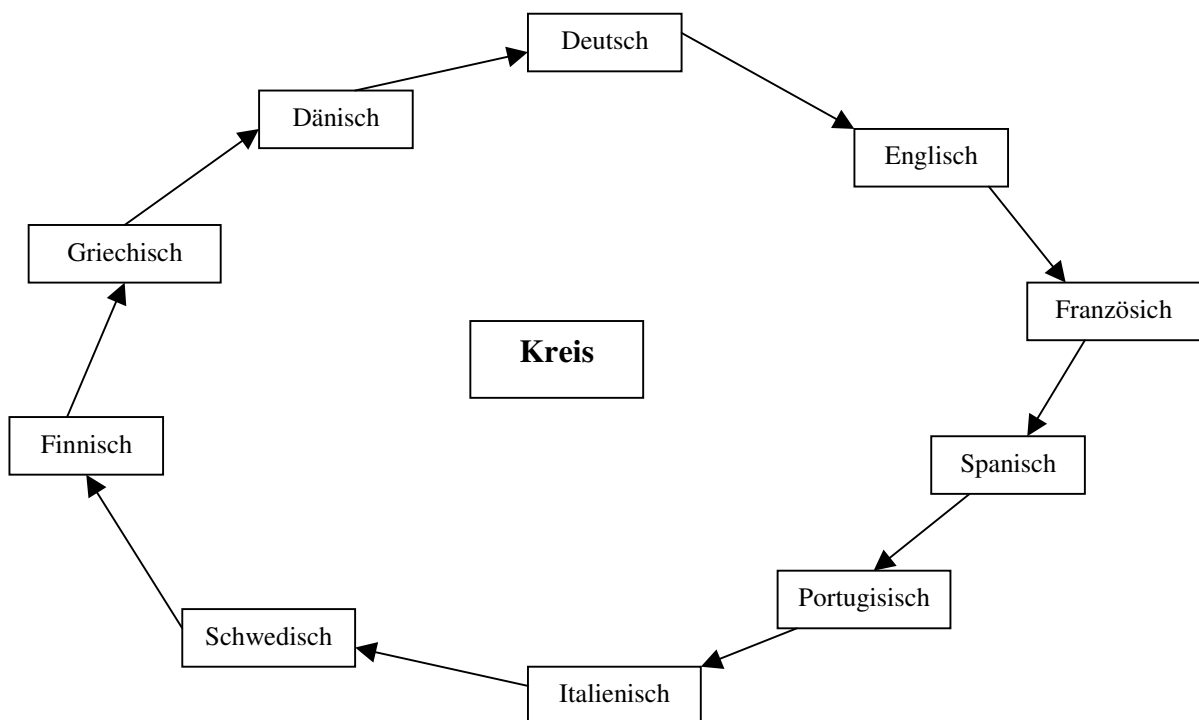 Deutsch
Dänisch
Englisch
Griechisch
Französich
Kreis
Finnisch
Spanisch
Portugisisch
Schwedisch
Italienisch